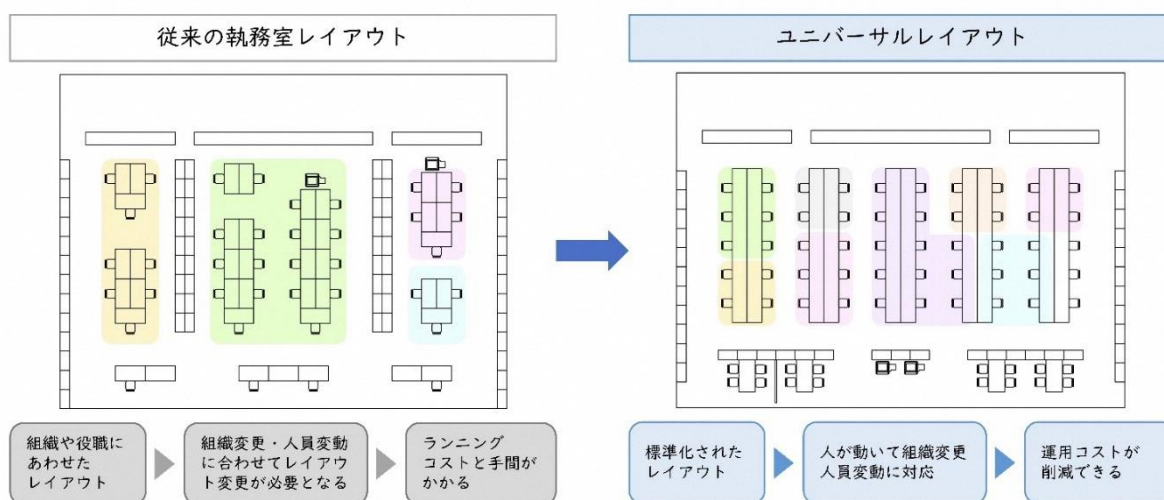 従来の執務室レイアウト
ユニバーサルレイアウト
組織や役職に
あわせた
レイアウト
組織変更・人員変動
に合わせてレイアウ
ト変更が必要となる
ランニング
コストと手間が
かかる
標準化された
レイアウト
人が動いて組織変更
人員変動に対応
運用コストが
削減できる